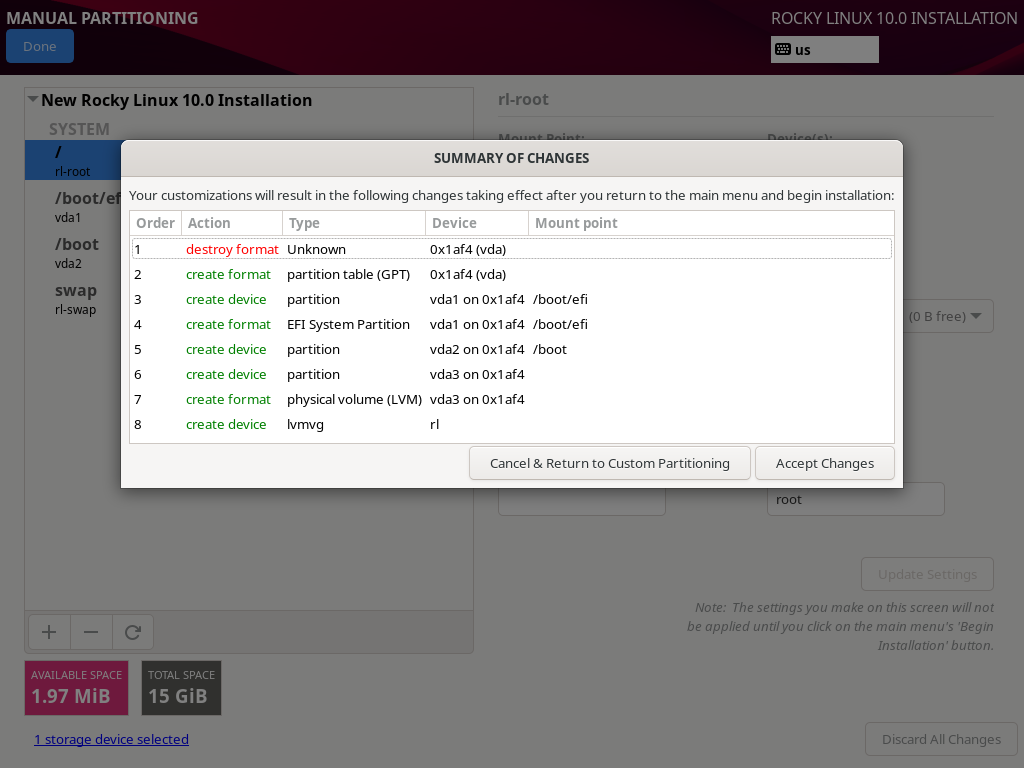 MANUAL PARTITIONING
ROCKY LINUX 10.0 INSTALLATION
Done
us
New Rocky Linux 10.0 Installation
rl-root
SYSTEM
Mount Point:
Device(s):
/
rl-root
/boot/ef
vda1
/boot
vda2
swap
rl-swap
SUMMARY OF CHANGES
Your customizations will result in the following changes taking effect after you return to the main menu and begin installation:
Order Action Type Device Mount point
1 destroy format Unknown 0x1af4 (vda)
2 create format partition table (GPT) 0x1af4 (vda)
3 create device partition vda1 on 0x1af4 /boot/efi
4 create format EFI System Partition vda1 on 0x1af4 /boot/efi
5 create device partition vda2 on 0x1af4 /boot
6 create device partition vda3 on 0x1af4
7 create format physical volume (LVM) vda3 on 0x1af4
8 create device lvmvg rl
Cancel & Return to Custom Partitioning
Accept Changes
(0 B free)
root
Update Settings
Note: The settings you make on this screen will not
be applied until you click on the main menu's 'Begin
Installation' button.
AVAILABLE SPACE
1.97 MiB
TOTAL SPACE
15 GiB
1 storage device selected
Discard All Changes